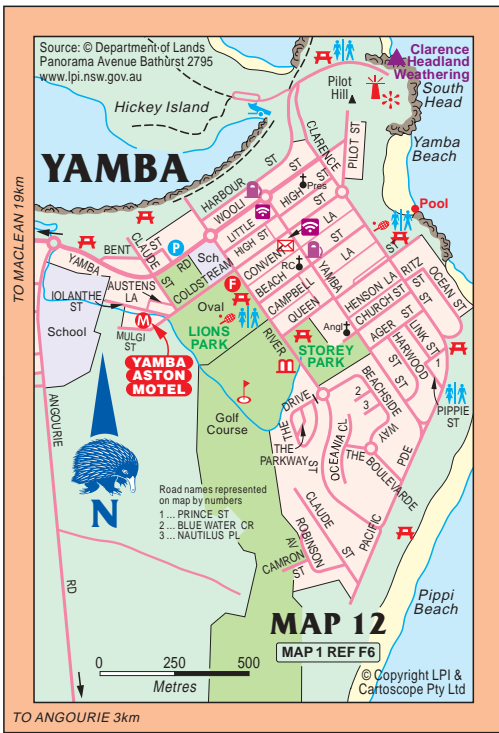 Source: © Department of Lands
Panorama Avenue Bathurst 2795
www.lpi.nsw.gov.au
Clarence
Headland
Weathering
South
Head
Pilot
Hill
Hickey Island
YAMBA
Yamba
Beach
Pool
TO MACLEAN 19km
CLARENCE
ST
PILOT ST
HARBOUR
ST
WOOLI
ST
HIGH
ST
Pres
LITTLE
HIGH ST
CONVENT
LA
BENT
CLAUDE
ST
P
RD
Sch
COLDSTREAM
ST
YAMBA
RC
BEACH
ST
LA
YAMBA
ST
CAMPBELL
LA
QUEEN
ST
AUSTENS
LA
IOLANTHE
ST
School
M
MULGI
ST
YAMBA
ASTON
MOTEL
F
Oval
LIONS
PARK
RIVER
STOREY
PARK
Angl
HENSON LA
RITZ
CHURCH ST
OCEAN ST
AGER
ST
LINK ST
HARWOOD
ST
1
PIPPIE
ST
Golf
Course
THE
DRIVE
THE
PARKWAY
ST
2
3
BEACHSIDE
WAY
OCEANIA CL
THE BOULEVARDE
PDE
PACIFIC
CLAUDE
ST
ROBINSON
AV
CAMRON
ST
ANGOURIE
RD
N
Road names represented
on map by numbers
1 ... PRINCE ST
2 ... BLUE WATER CR
3 ... NAUTILUS PL
Pippi
Beach
MAP 12
MAP 1 REF F6
0 250 500
Metres
© Copyright LPI &
Cartoscope Pty Ltd
TO ANGOURIE 3km